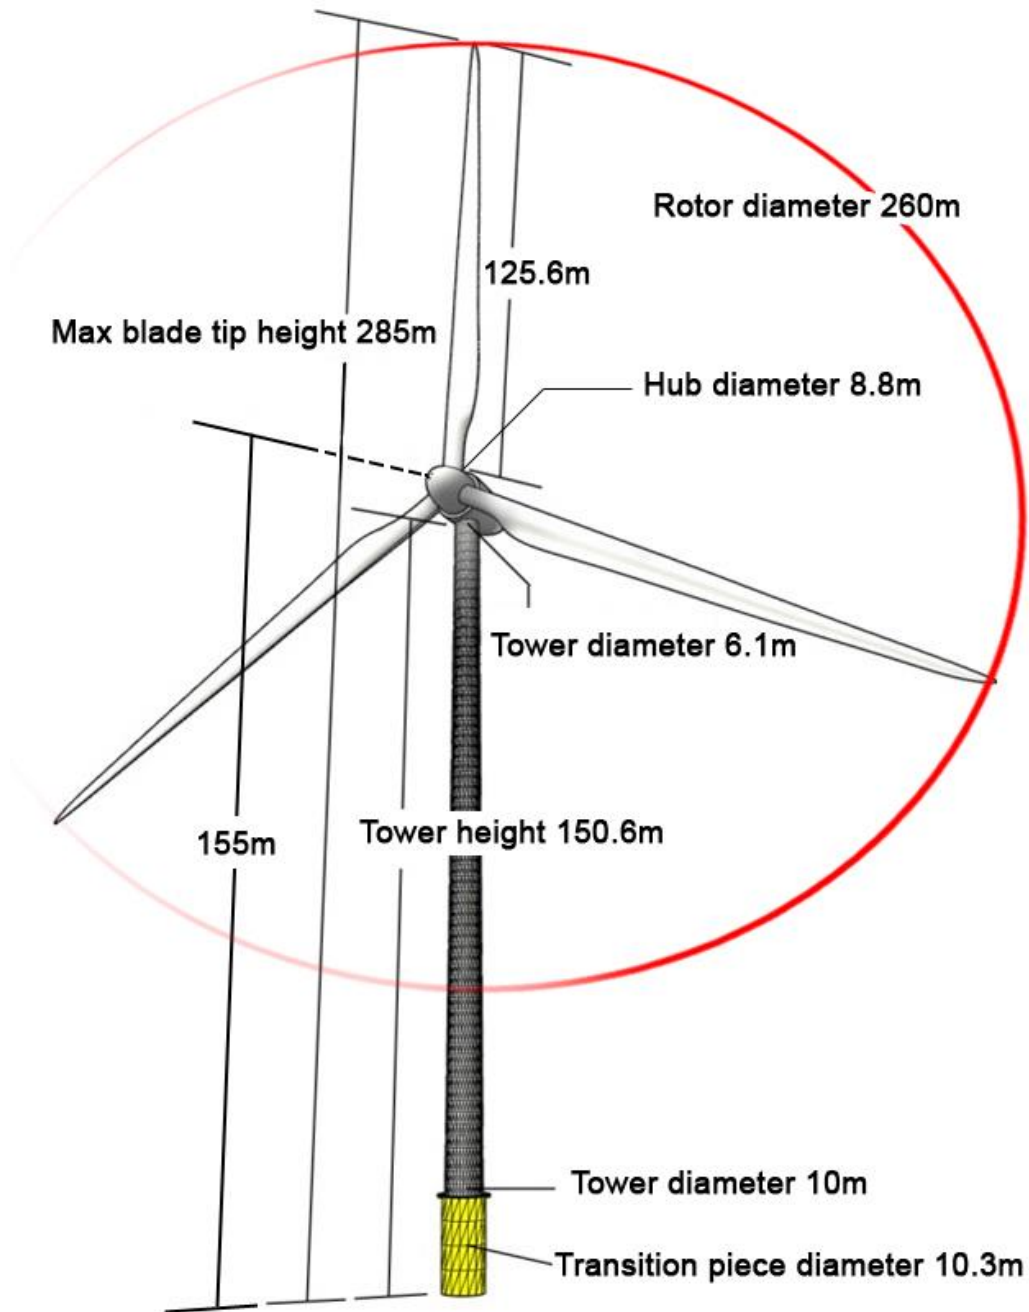 Rotor diameter 260m
125.6m
Max blade tip height 285m
Hub diameter 8.8m
Tower diameter 6.1m
155m
Tower height 150.6m
Tower diameter 10m
Transition piece diameter 10.3m